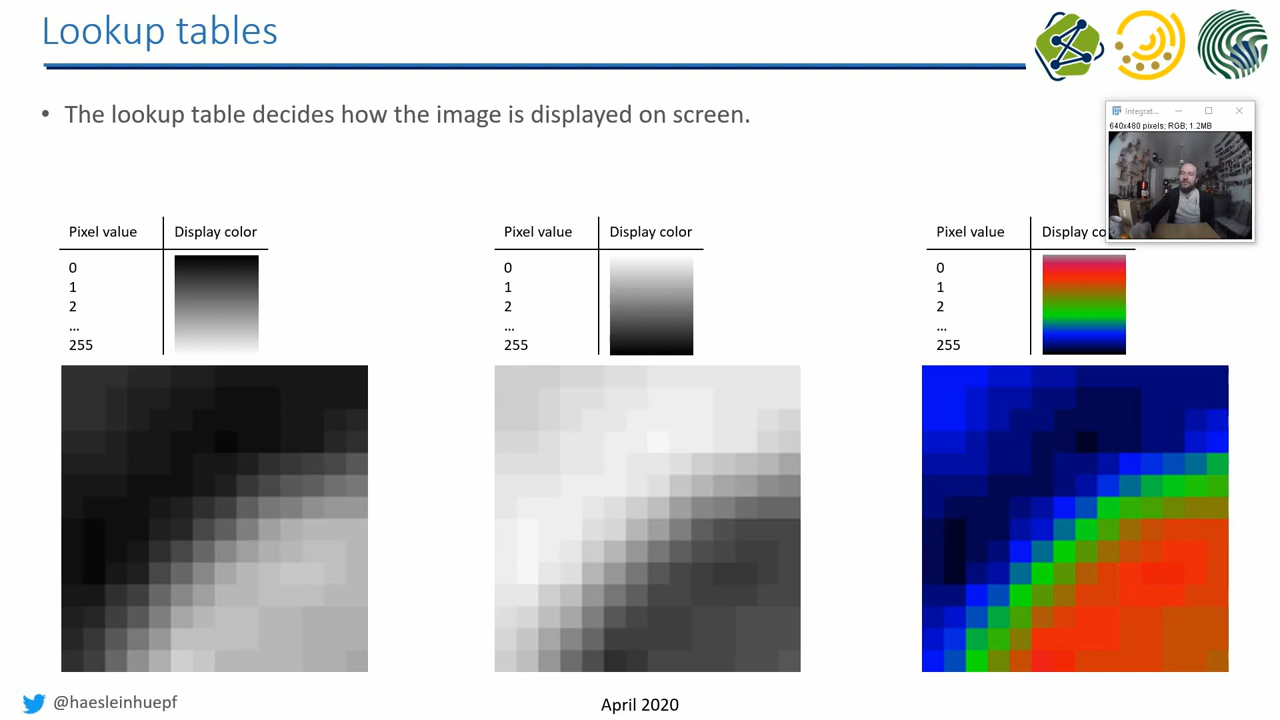 Lookup tables
• The lookup table decides how the image is displayed on screen.
Integrat...
640x480 pixels; RGB; 1.2MB
Pixel value Display color
0
1
2
...
255
Pixel value Display color
0
1
2
...
255
Pixel value Display co
0
1
2
...
255
@haesleinhuepf
April 2020